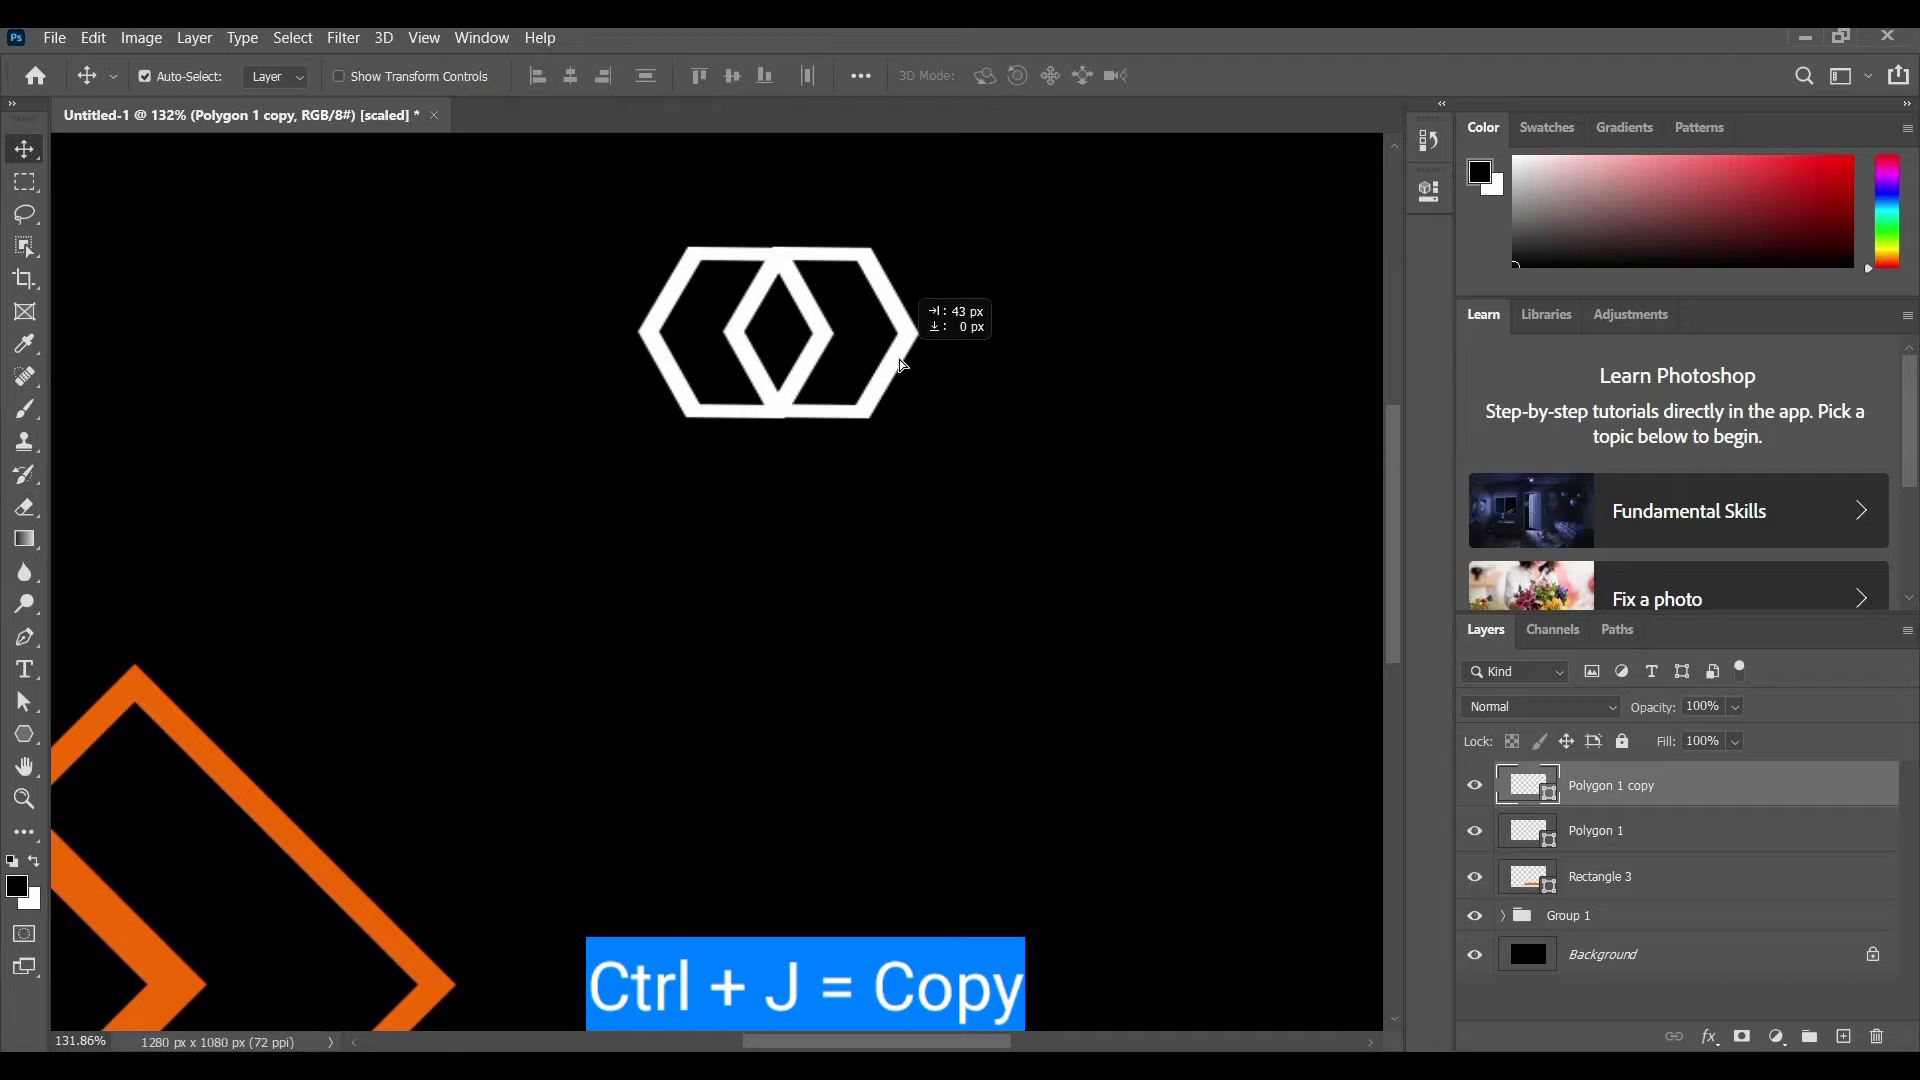 Ps File Edit Image Layer Type Select Filter 3D View Window Help
Auto-Select: Layer Show Transform Controls 3D Mode:
Untitled-1 @ 132% (Polygon 1 copy, RGB/8#) [scaled] *
Color Swatches Gradients Patterns
43 px
0 px
Learn Libraries Adjustments
Learn Photoshop
Step-by-step tutorials directly in the app. Pick a
topic below to begin.
Fundamental Skills
Fix a photo
Layers Channels Paths
Kind
Normal Opacity: 100%
Lock: Fill: 100%
Polygon 1 copy
Polygon 1
Rectangle 3
Group 1
Background
Ctrl + J = Copy
131.86% 1280 px x 1080 px (72 ppi)
fx